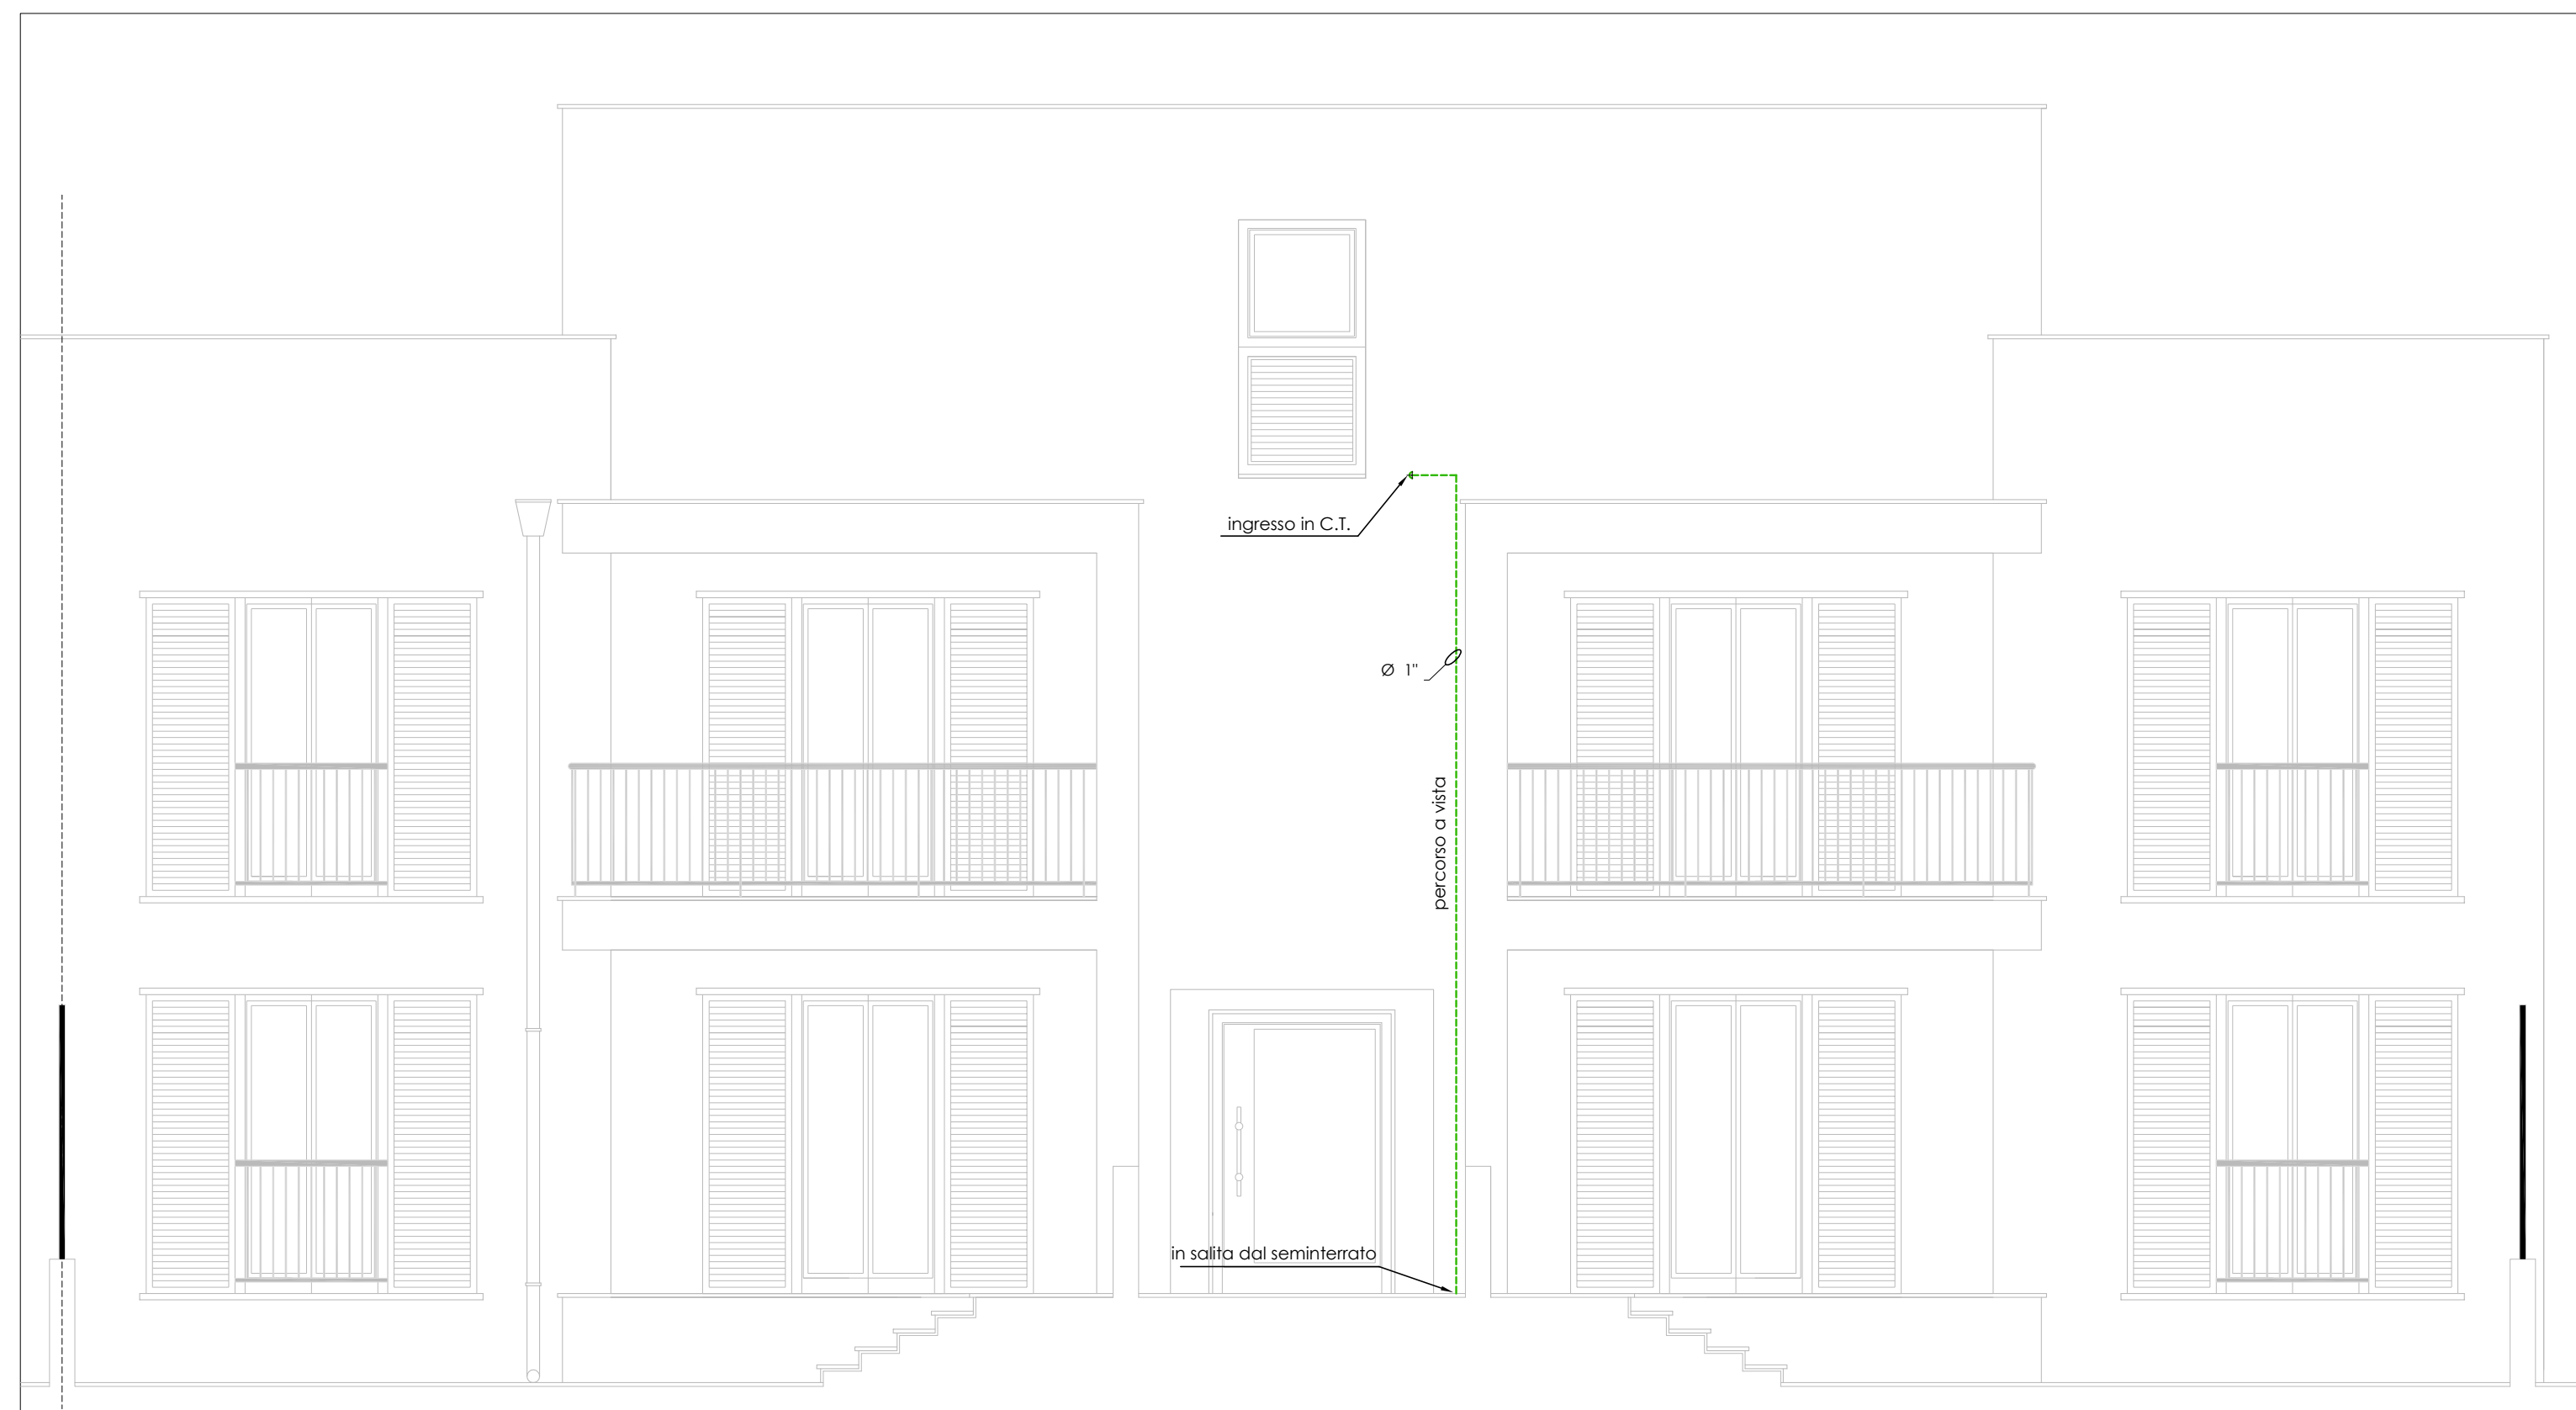 ingresso in C.T.
Ø 1"
percorso a vista
in salita dal seminterrato